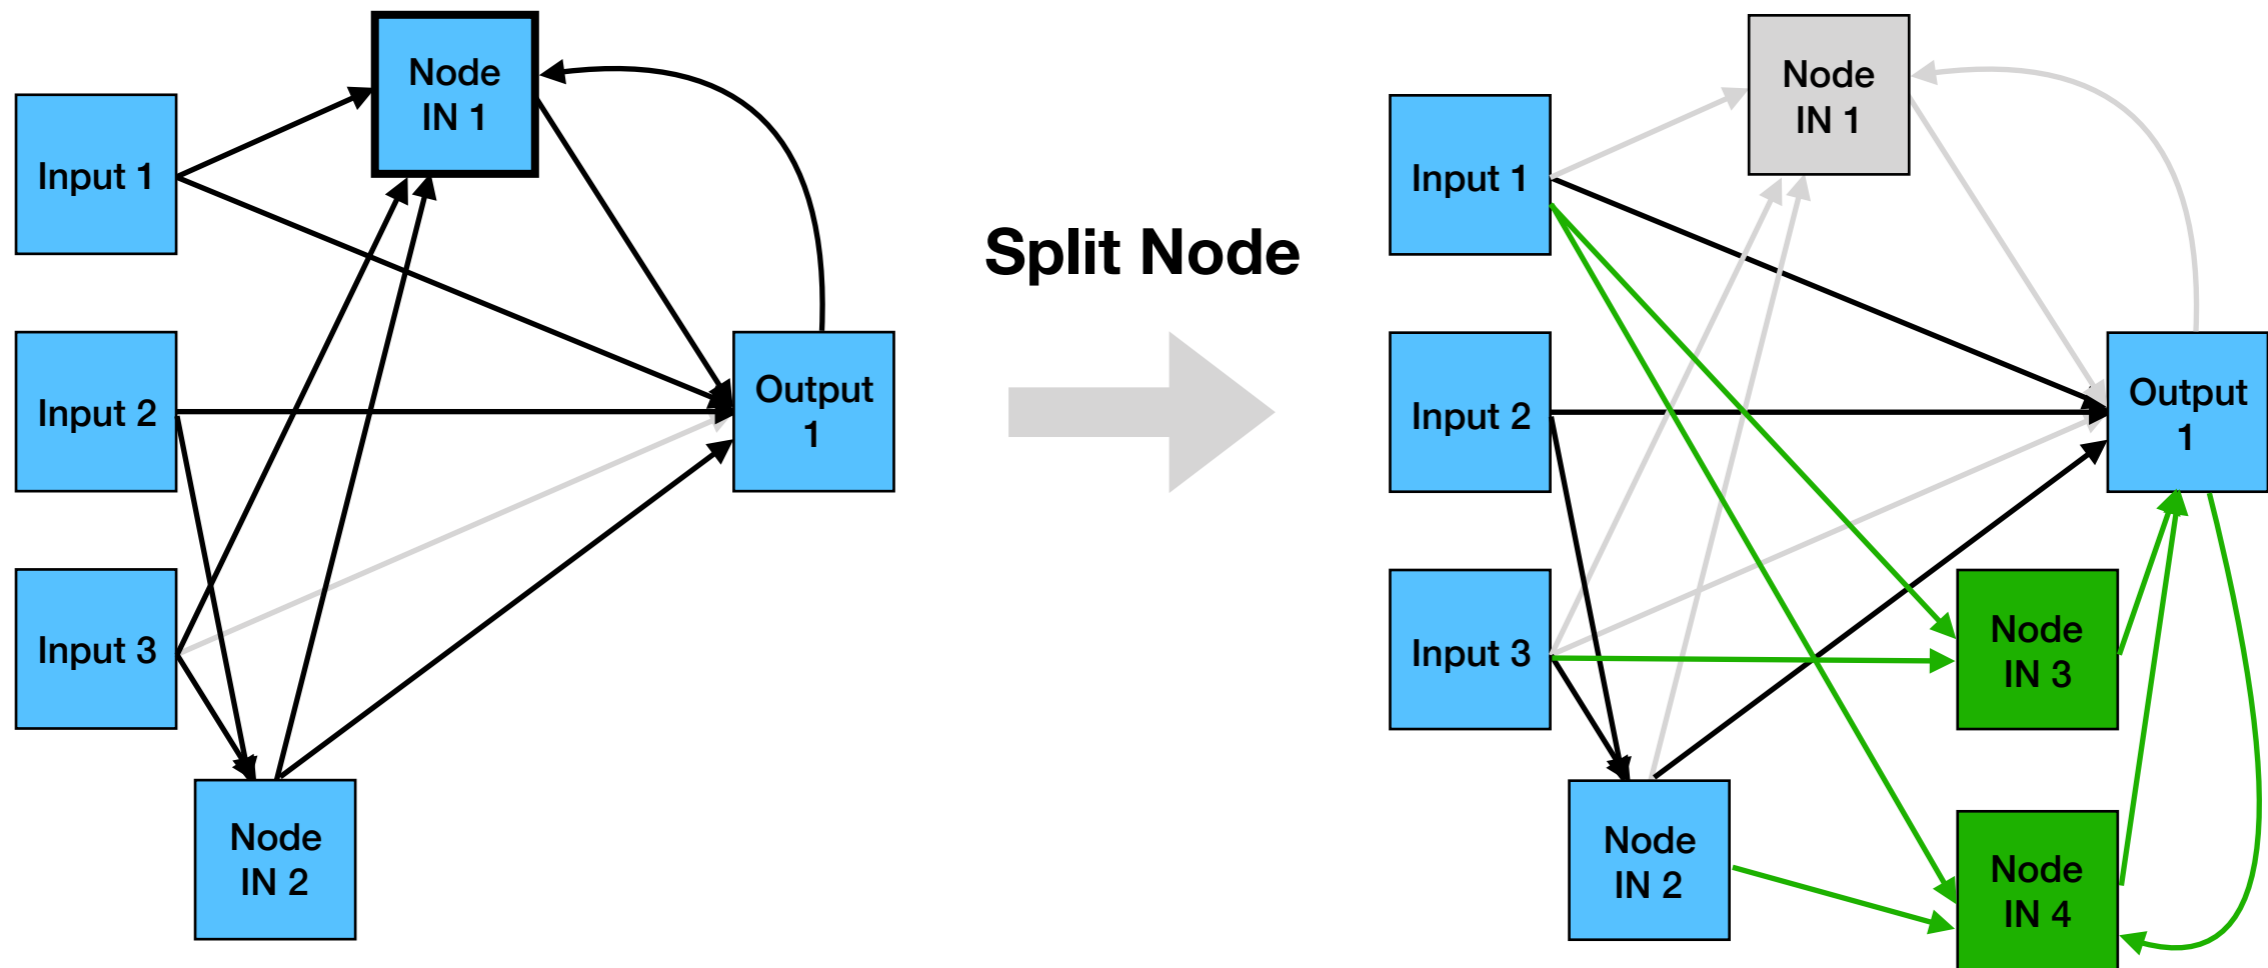 Node
IN 1
Input 1
Input 2
Output
1
Input 3
Node
IN 2
Split Node
Node
IN 1
Input 1
Input 2
Output
1
Input 3
Node
IN 3
Node
IN 2
Node
IN 4